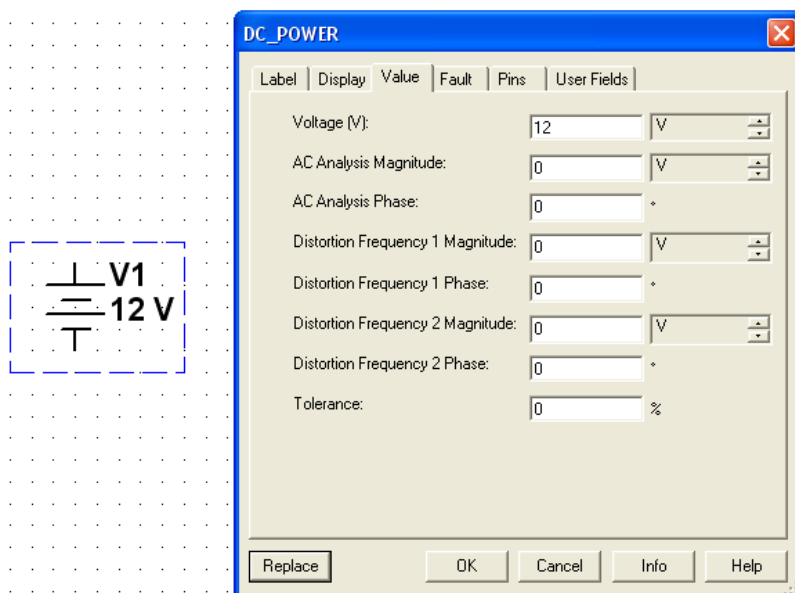 DC_POWER
Label Display Value Fault Pins User Fields
Voltage (V): 12 V
AC Analysis Magnitude: 0 V
AC Analysis Phase: 0 °
Distortion Frequency 1 Magnitude: 0 V
Distortion Frequency 1 Phase: 0 °
Distortion Frequency 2 Magnitude: 0 V
Distortion Frequency 2 Phase: 0 °
Tolerance: 0 %
V1
12 V
Replace OK Cancel Info Help